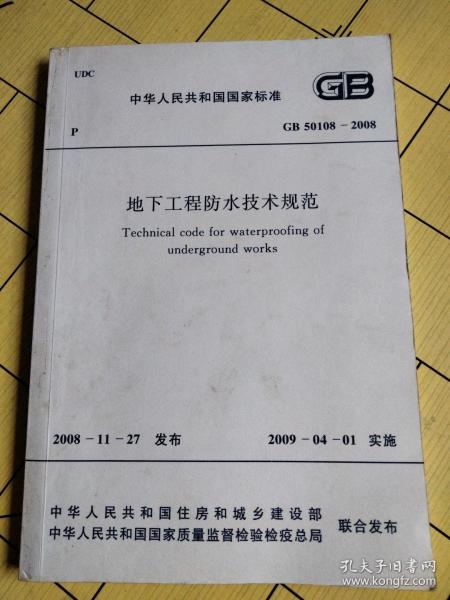 UDC
中华人民共和国国家标准
GB
P
GB 50108－2008
地下工程防水技术规范
Technical code for waterproofing of
underground works
2008－11－27 发布
2009－04－01 实施
中华人民共和国住房和城乡建设部
中华人民共和国国家质量监督检验检疫总局
联合发布
孔夫子旧书网
www.kongfz.com